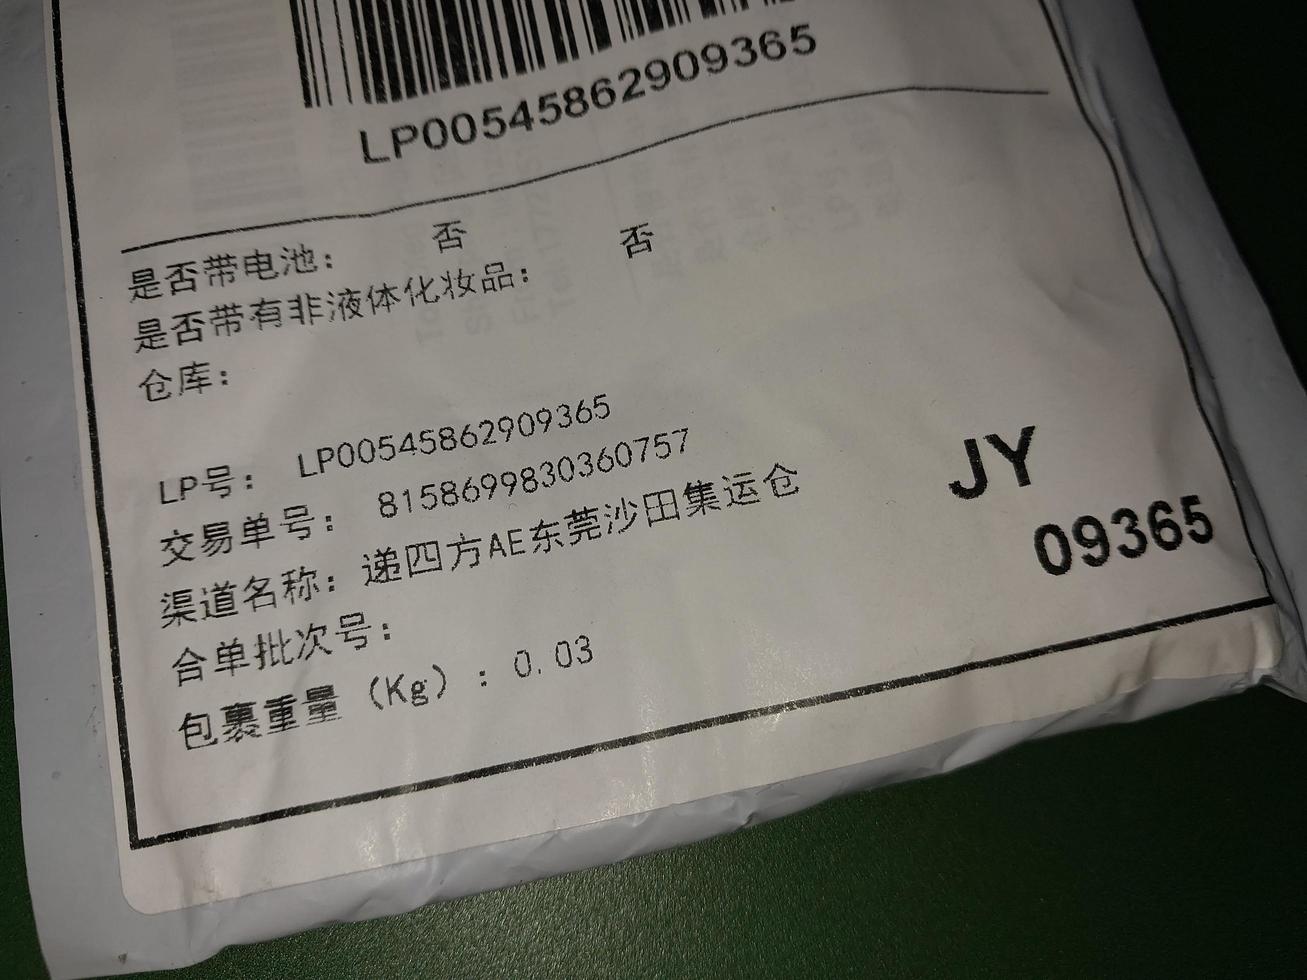 LP00545862909365
是否带电池： 否
是否带有非液体化妆品： 否
仓库：
LP号： LP00545862909365
交易单号： 8158699830360757
渠道名称：递四方AE东莞沙田集运仓
合单批次号：
包裹重量（Kg）：0.03
JY
09365